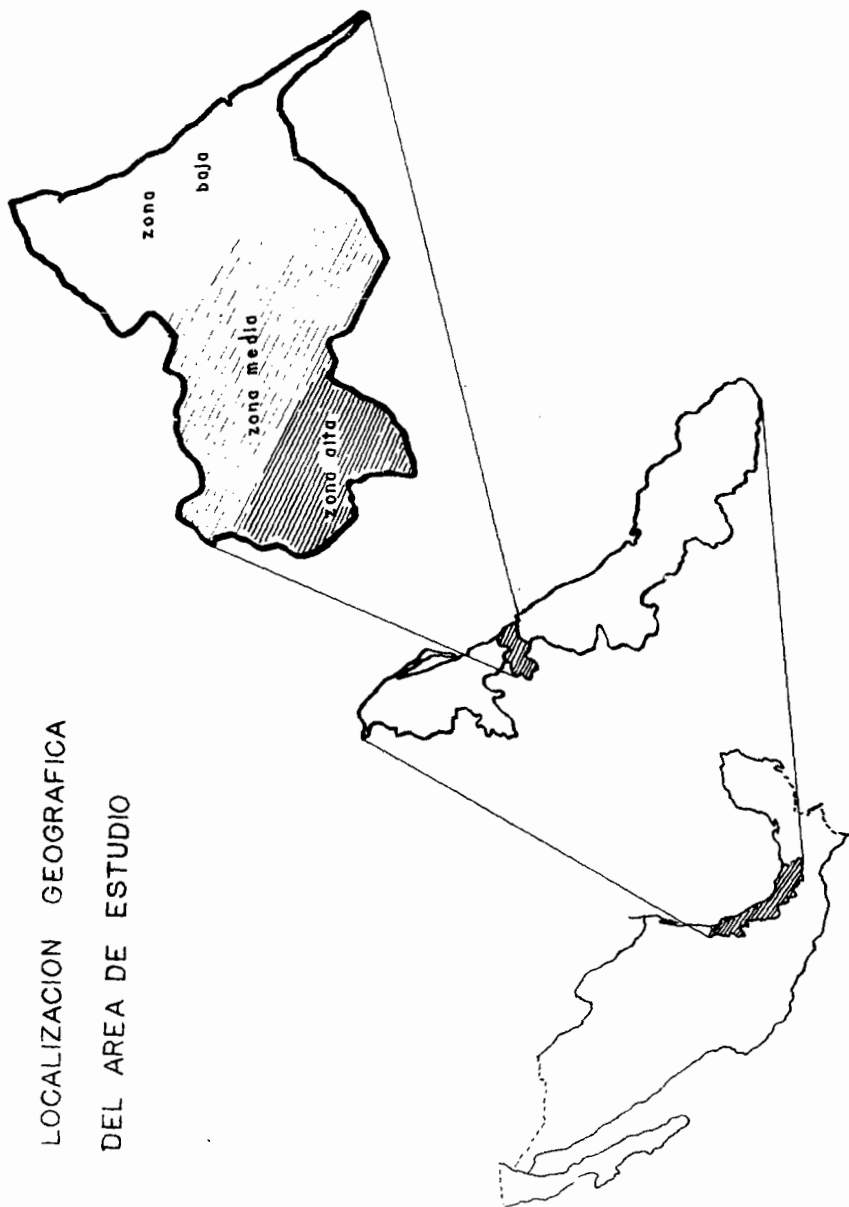 LOCALIZACION GEOGRAFICA
DEL AREA DE ESTUDIO
zona
baja
zona media
zona alta